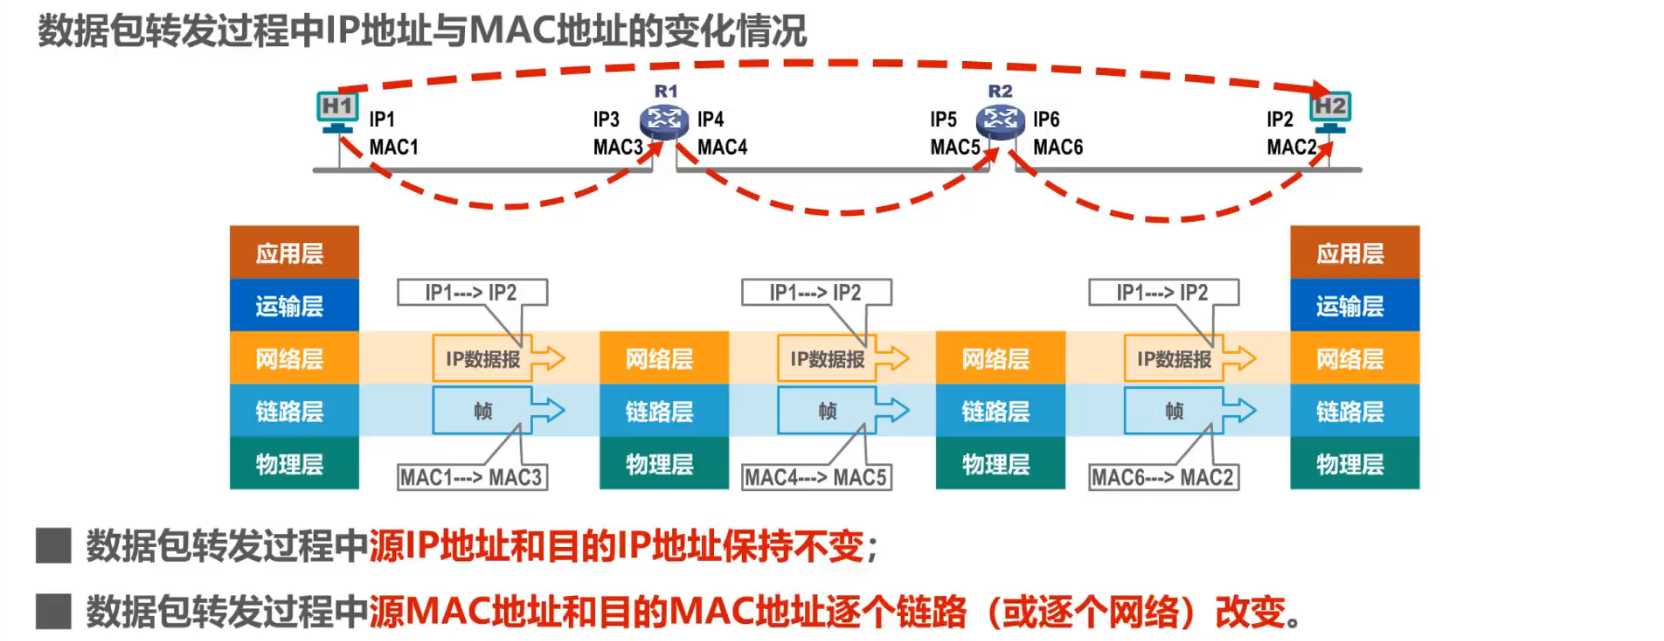 数据包转发过程中IP地址与MAC地址的变化情况
H1 R1 R2 H2
IP1 IP3 IP4 IP5 IP6 IP2
MAC1 MAC3 MAC4 MAC5 MAC6 MAC2
应用层 应用层
IP1---> IP2 IP1---> IP2 IP1---> IP2
运输层 运输层
网络层 IP数据报 网络层 IP数据报 网络层 IP数据报 网络层
链路层 帧 链路层 帧 链路层 帧 链路层
物理层 物理层 物理层 物理层
MAC1---> MAC3 MAC4---> MAC5 MAC6---> MAC2
数据包转发过程中源IP地址和目的IP地址保持不变;
数据包转发过程中源MAC地址和目的MAC地址逐个链路（或逐个网络）改变。